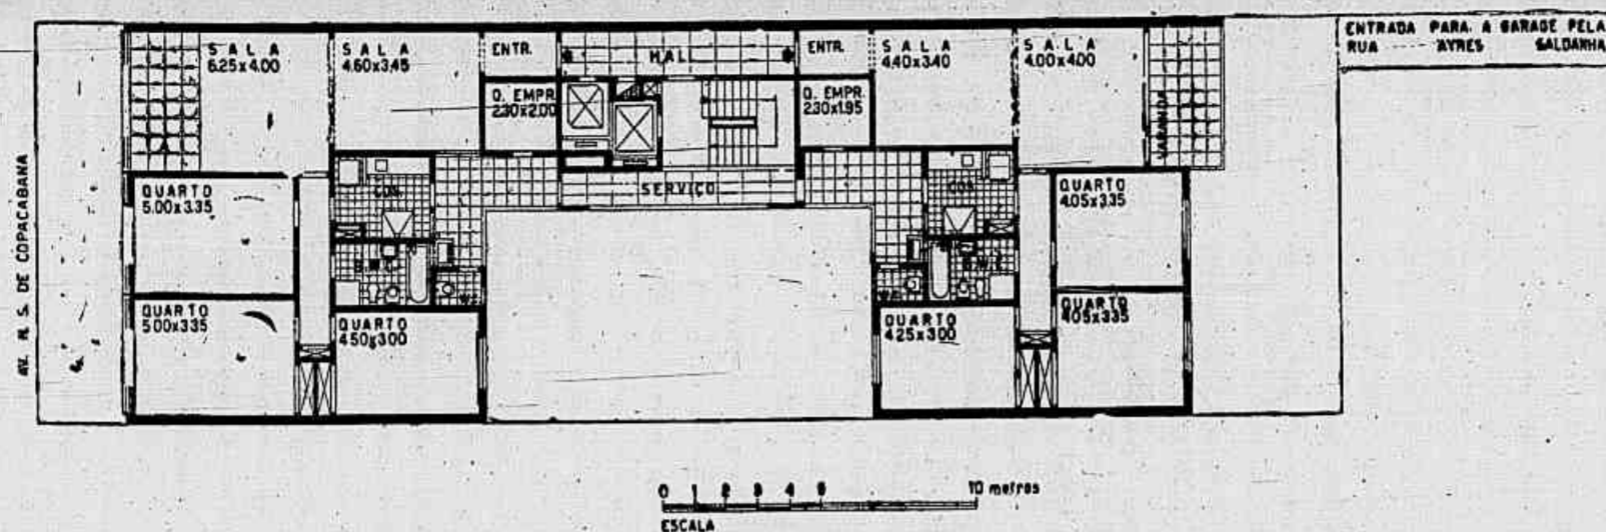 AV. N. S. DE COPACABANA
SALA
6.25x4.00
SALA
4.60x3.45
ENTR.
Q. EMPR.
2.30x2.00
HAL
ENTR.
Q. EMPR.
2.30x1.95
SALA
4.40x3.40
SALA
4.00x4.00
VARANDA
ENTRADA PARA A GARAGE PELA
RUA AYRES SALDANHA
QUARTO
5.00x3.35
COS.
SERVIÇO
COS.
QUARTO
4.05x3.35
QUARTO
5.00x3.35
QUARTO
4.50x3.00
QUARTO
4.25x3.00
QUARTO
4.05x3.35
0 1 2 3 4 5 10 metros
ESCALA